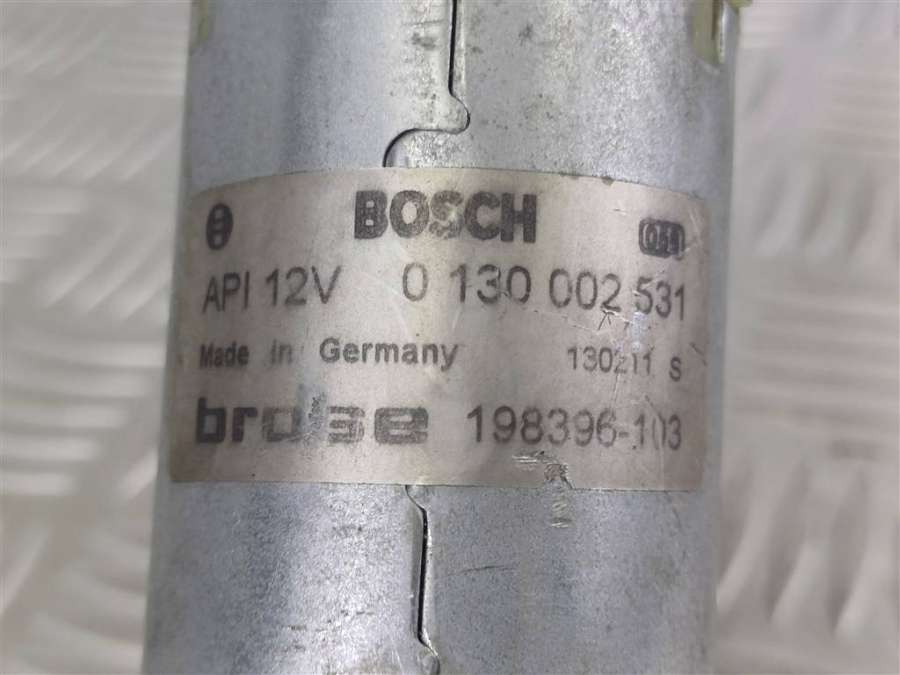 BOSCH
API 12V 0 130 002 531
Made in Germany 130211 S
brose 198396-103